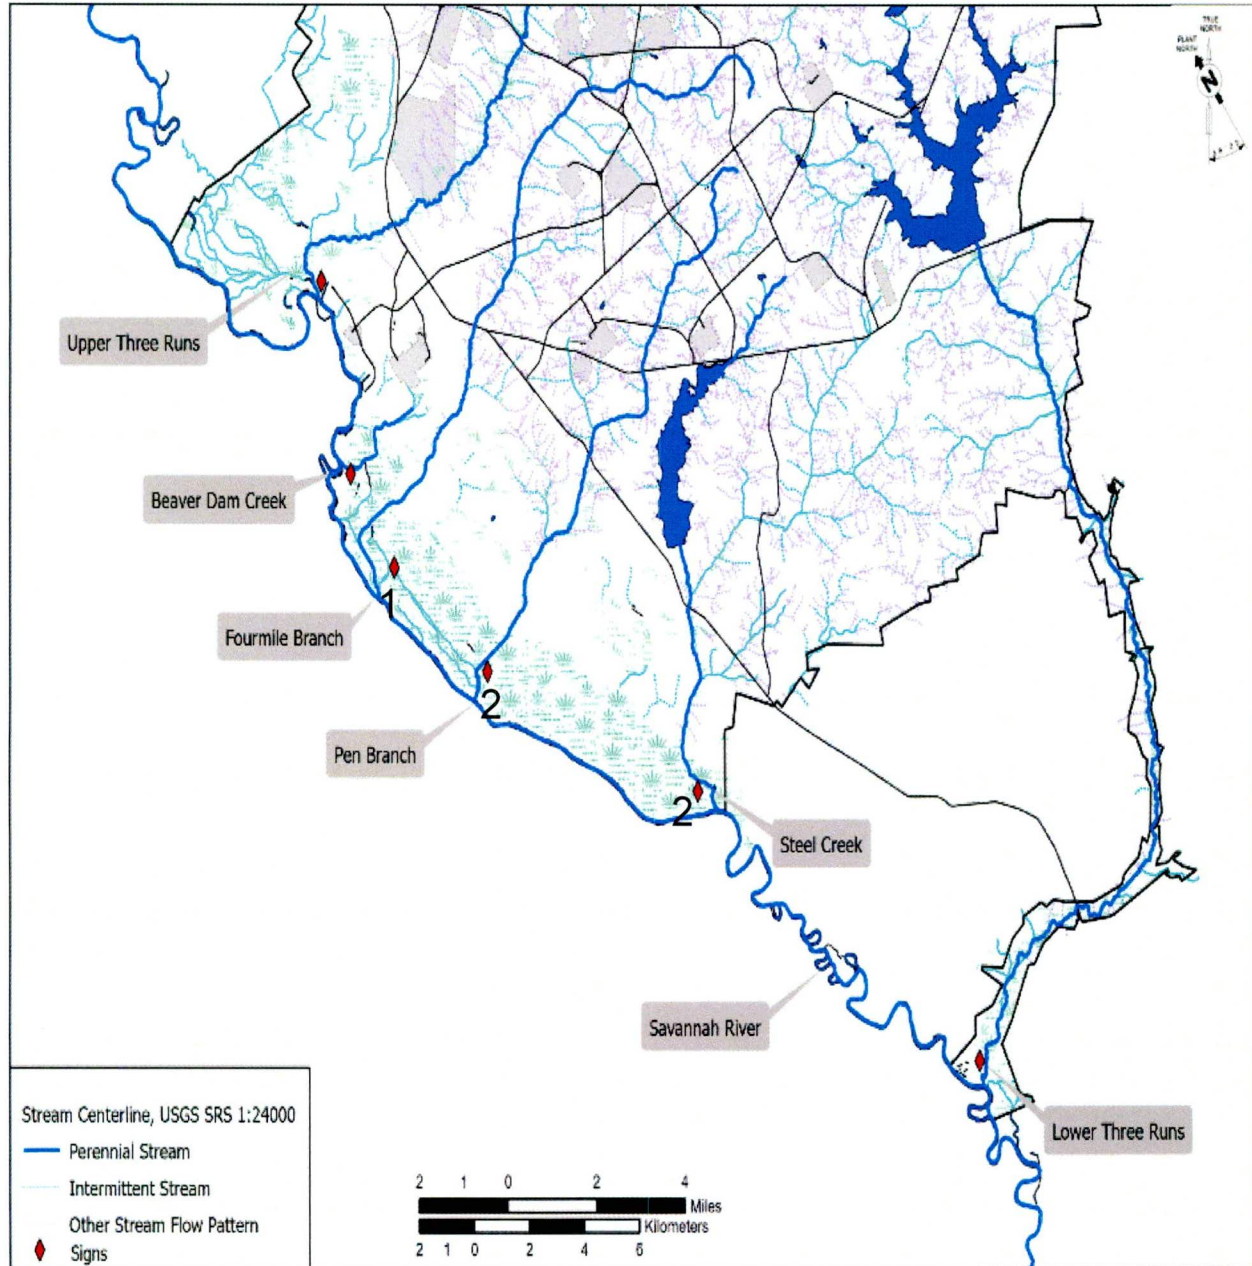 TRUE
NORTH
PLANT
NORTH
N
Upper Three Runs
Beaver Dam Creek
1
Fourmile Branch
2
Pen Branch
2
Steel Creek
Savannah River
Lower Three Runs
Stream Centerline, USGS SRS 1:24000
Perennial Stream
Intermittent Stream
Other Stream Flow Pattern
Signs
2 1 0 2 4
Miles
Kilometers
2 1 0 2 4 6